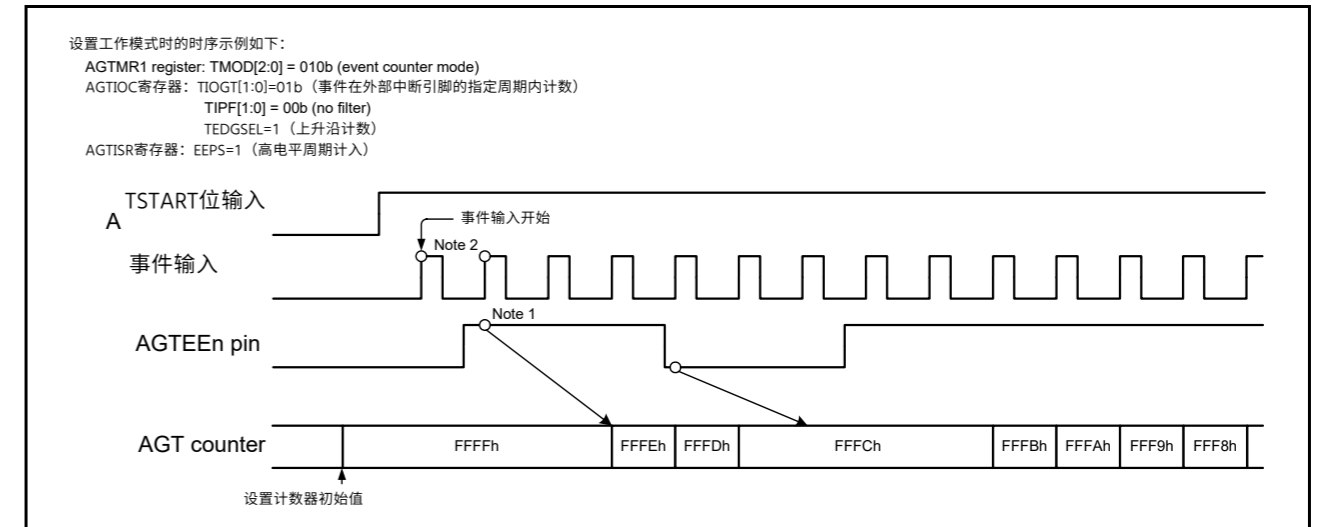 设置工作模式时的时序示例如下：
AGTMR1 register: TMOD[2:0] = 010b (event counter mode)
AGTIOC寄存器：TIOGT[1:0]=01b（事件在外部中断引脚的指定周期内计数）
TIPF[1:0] = 00b (no filter)
TEDGSEL=1（上升沿计数）
AGTISR寄存器：EEPS=1（高电平周期计入）
TSTART位输入
A
事件输入开始
Note 2
事件输入
Note 1
AGTEEn pin
AGT counter FFFFh FFFEh FFFDh FFFCh FFFBh FFFAh FFF9h FFF8h
设置计数器初始值